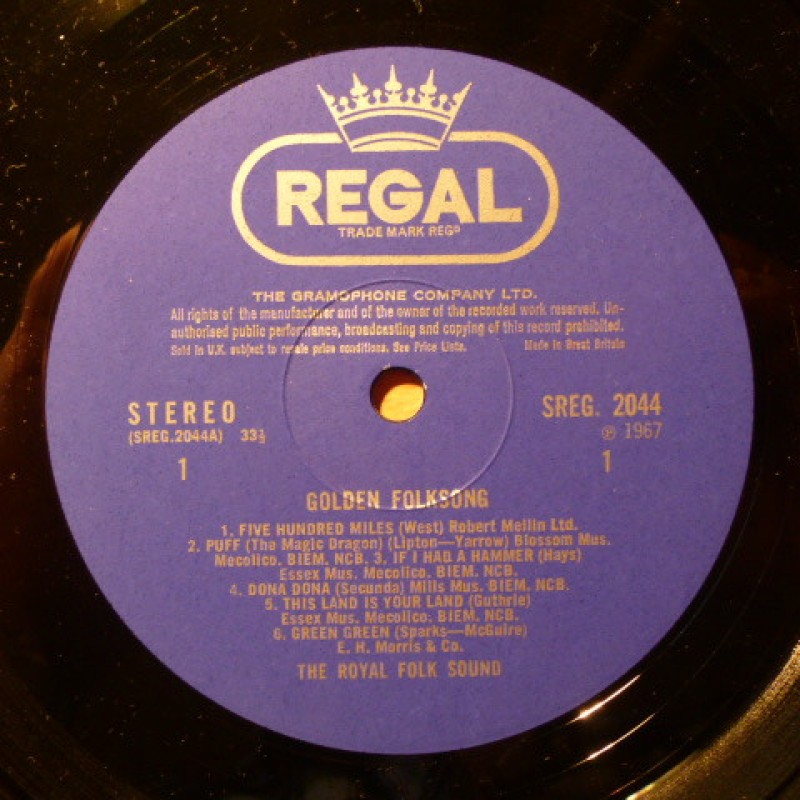 REGAL
TRADE MARK REGD
THE GRAMOPHONE COMPANY LTD.
All rights of the manufacturer and of the owner of the recorded work reserved. Un-
authorised public performance, broadcasting and copying of this record prohibited.
Sold in U.K. subject to resale price conditions. See Price Lists. Made in Great Britain
STEREO SREG. 2044
(SREG.2044A) 33⅓ ℗ 1967
1 1
GOLDEN FOLKSONG
1. FIVE HUNDRED MILES (West) Robert Mellin Ltd.
2. PUFF (The Magic Dragon) (Lipton—Yarrow) Blossom Mus.
Mecolico. BIEM. NCB. 3. IF I HAD A HAMMER (Hays)
Essex Mus. Mecolico. BIEM. NCB.
4. DONA DONA (Secunda) Mills Mus. BIEM. NCB.
5. THIS LAND IS YOUR LAND (Guthrie)
Essex Mus. Mecolico. BIEM. NCB.
6. GREEN GREEN (Sparks—McGuire)
E. H. Morris & Co.
THE ROYAL FOLK SOUND